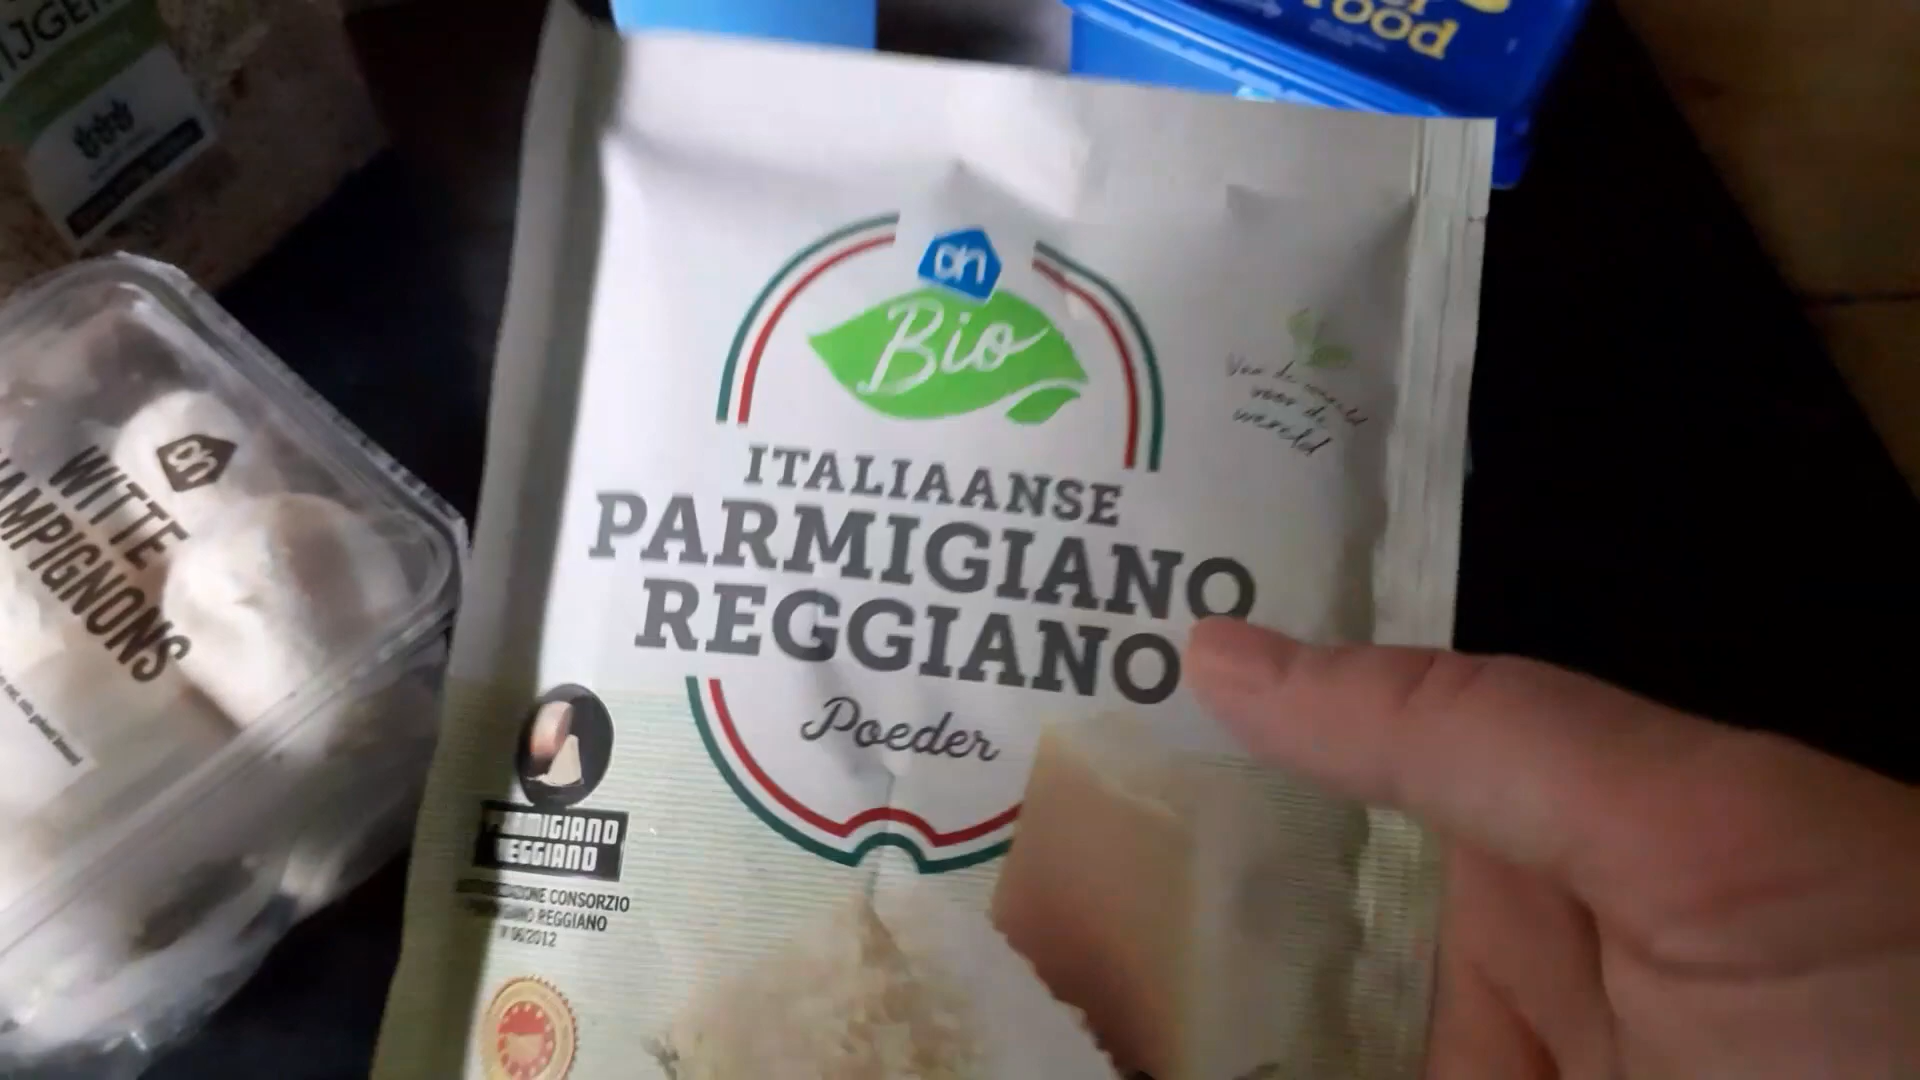 IJGER
Food
ah
Bio
Van de wereld
voor de
wereld
ITALIAANSE
PARMIGIANO
REGGIANO
Poeder
PARMIGIANO
REGGIANO
CONSORZIO
REGGIANO
06/2012
ah
WITTE
CHAMPIGNONS